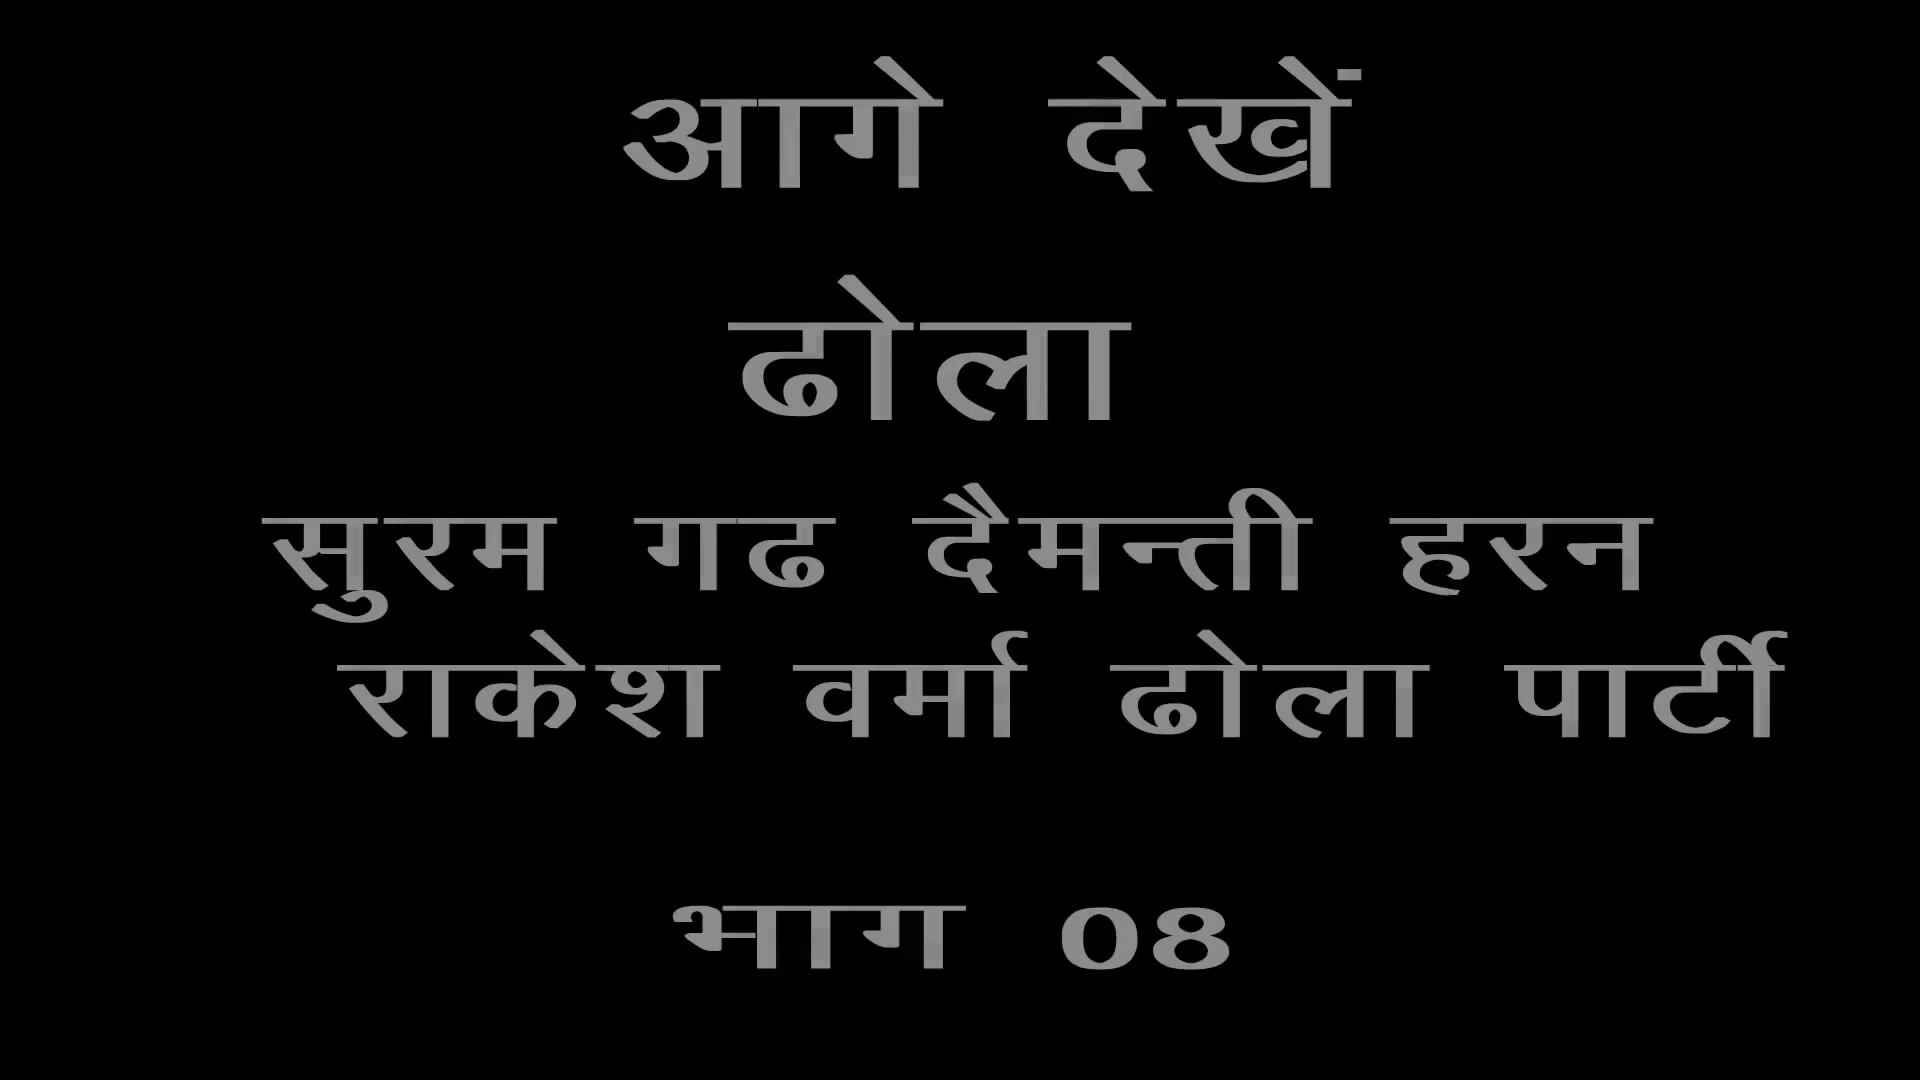 आगे देखें
ढोला
सुरम गढ दैमन्ती हरन
राकेश वर्मा ढोला पार्टी
भाग 08